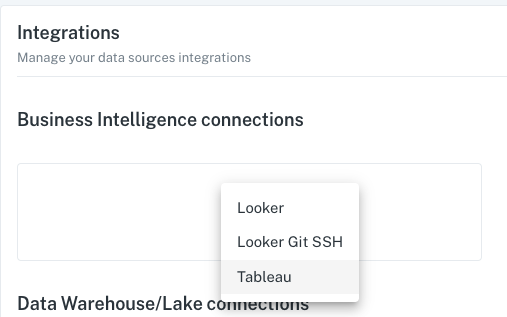 Integrations
Manage your data sources integrations
Business Intelligence connections
Looker
Looker Git SSH
Tableau
Data Warehouse/Lake connections